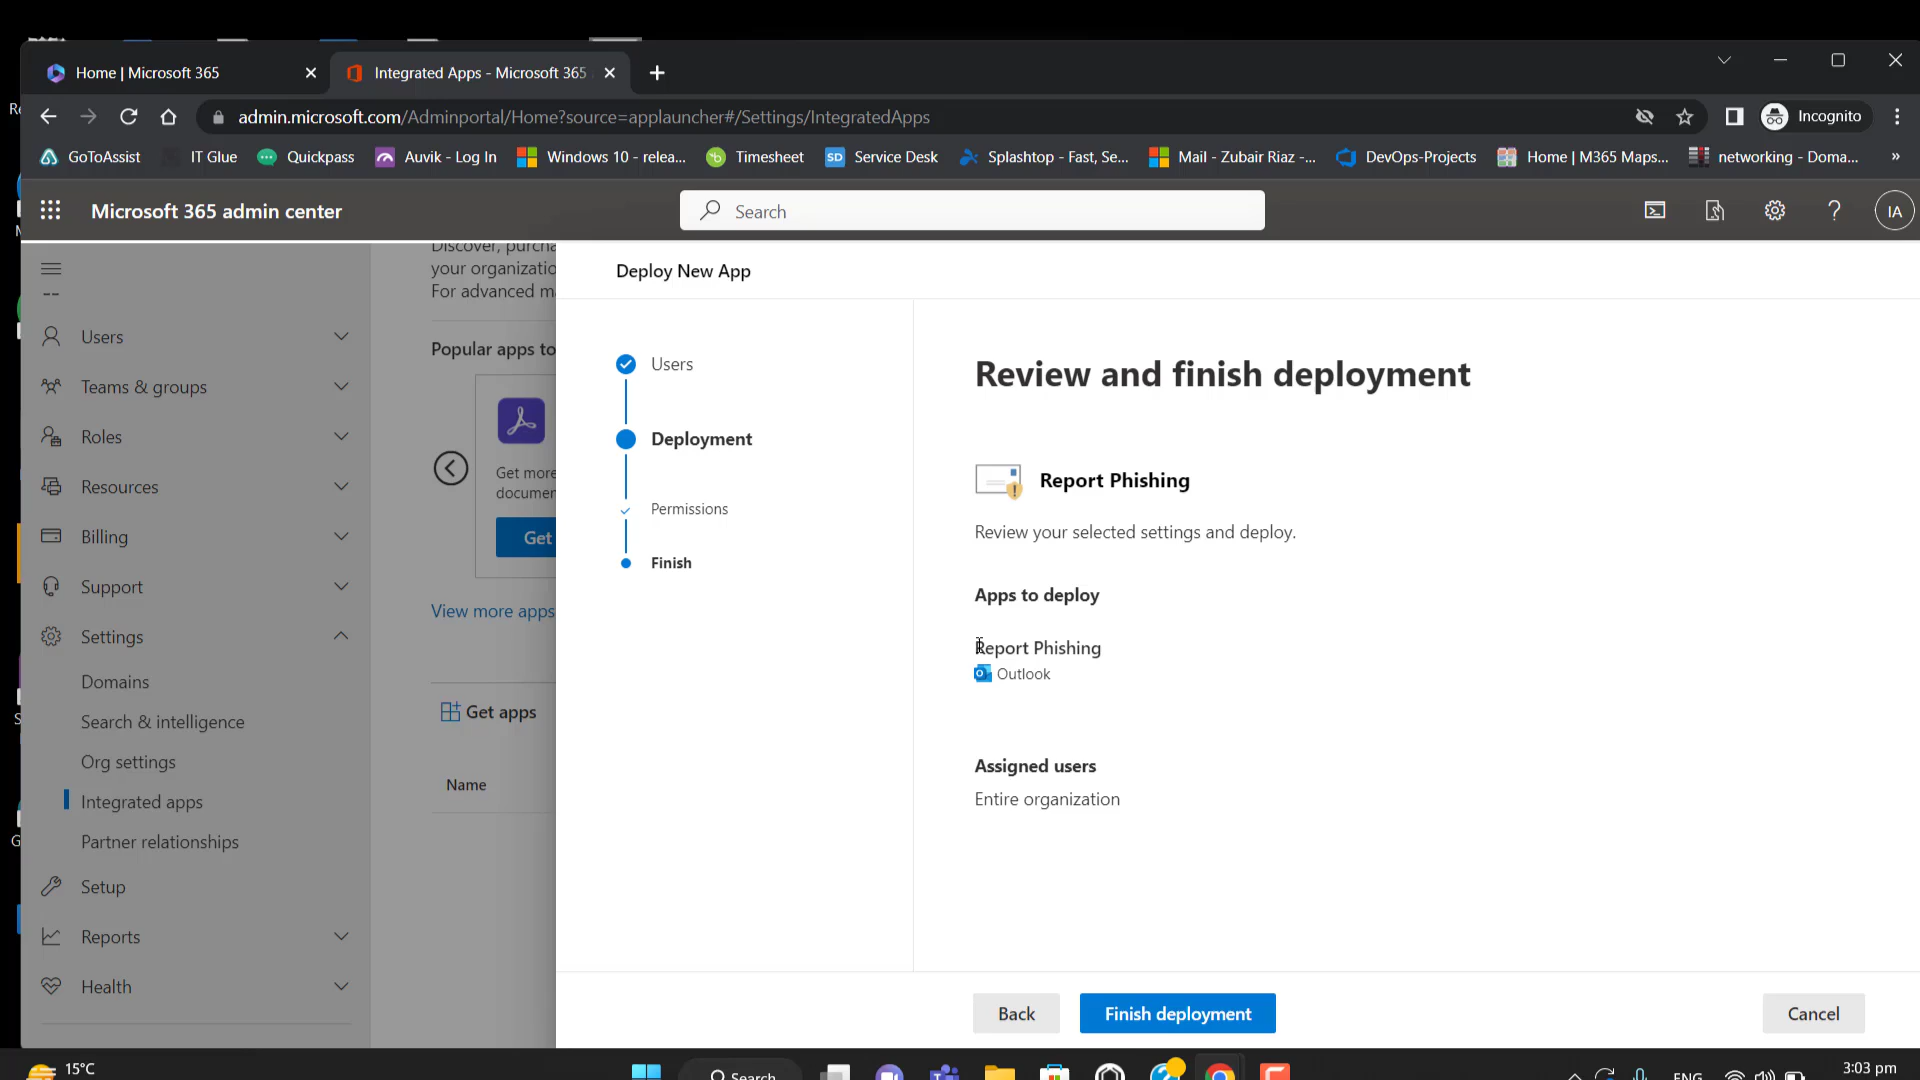 Home | Microsoft 365
Integrated Apps - Microsoft 365
admin.microsoft.com/Adminportal/Home?source=applauncher#/Settings/IntegratedApps
Incognito
GoToAssist
IT Glue
Quickpass
Auvik - Log In
Windows 10 - relea...
Timesheet
SD
Service Desk
Splashtop - Fast, Se...
Mail - Zubair Riaz -...
DevOps-Projects
Home | M365 Maps...
networking - Doma...
»
Microsoft 365 admin center
Search
IA
Users
Teams & groups
Roles
Resources
Billing
Support
Settings
Domains
Search & intelligence
Org settings
Integrated apps
Partner relationships
Setup
Reports
Health
Discover, purcha
your organizatio
For advanced m
Popular apps to
Get more
documen
Get
View more apps
Get apps
Name
Deploy New App
Users
Deployment
Permissions
Finish
Review and finish deployment
Report Phishing
Review your selected settings and deploy.
Apps to deploy
Report Phishing
Outlook
Assigned users
Entire organization
Back
Finish deployment
Cancel
15°C
Search
ENG
3:03 pm